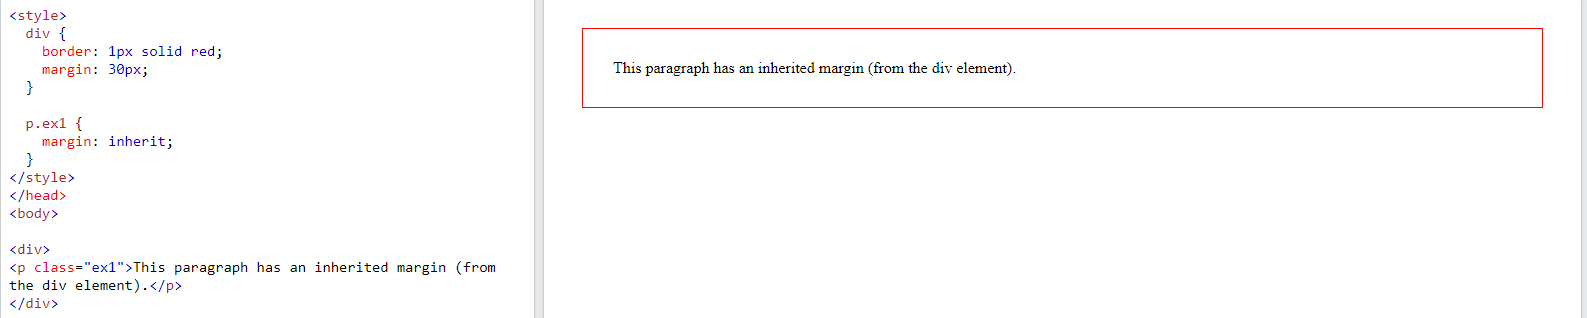 <style>
  div {
    border: 1px solid red;
    margin: 30px;
  }

  p.ex1 {
    margin: inherit;
  }
</style>
</head>
<body>

<div>
<p class="ex1">This paragraph has an inherited margin (from
the div element).</p>
</div>
This paragraph has an inherited margin (from the div element).